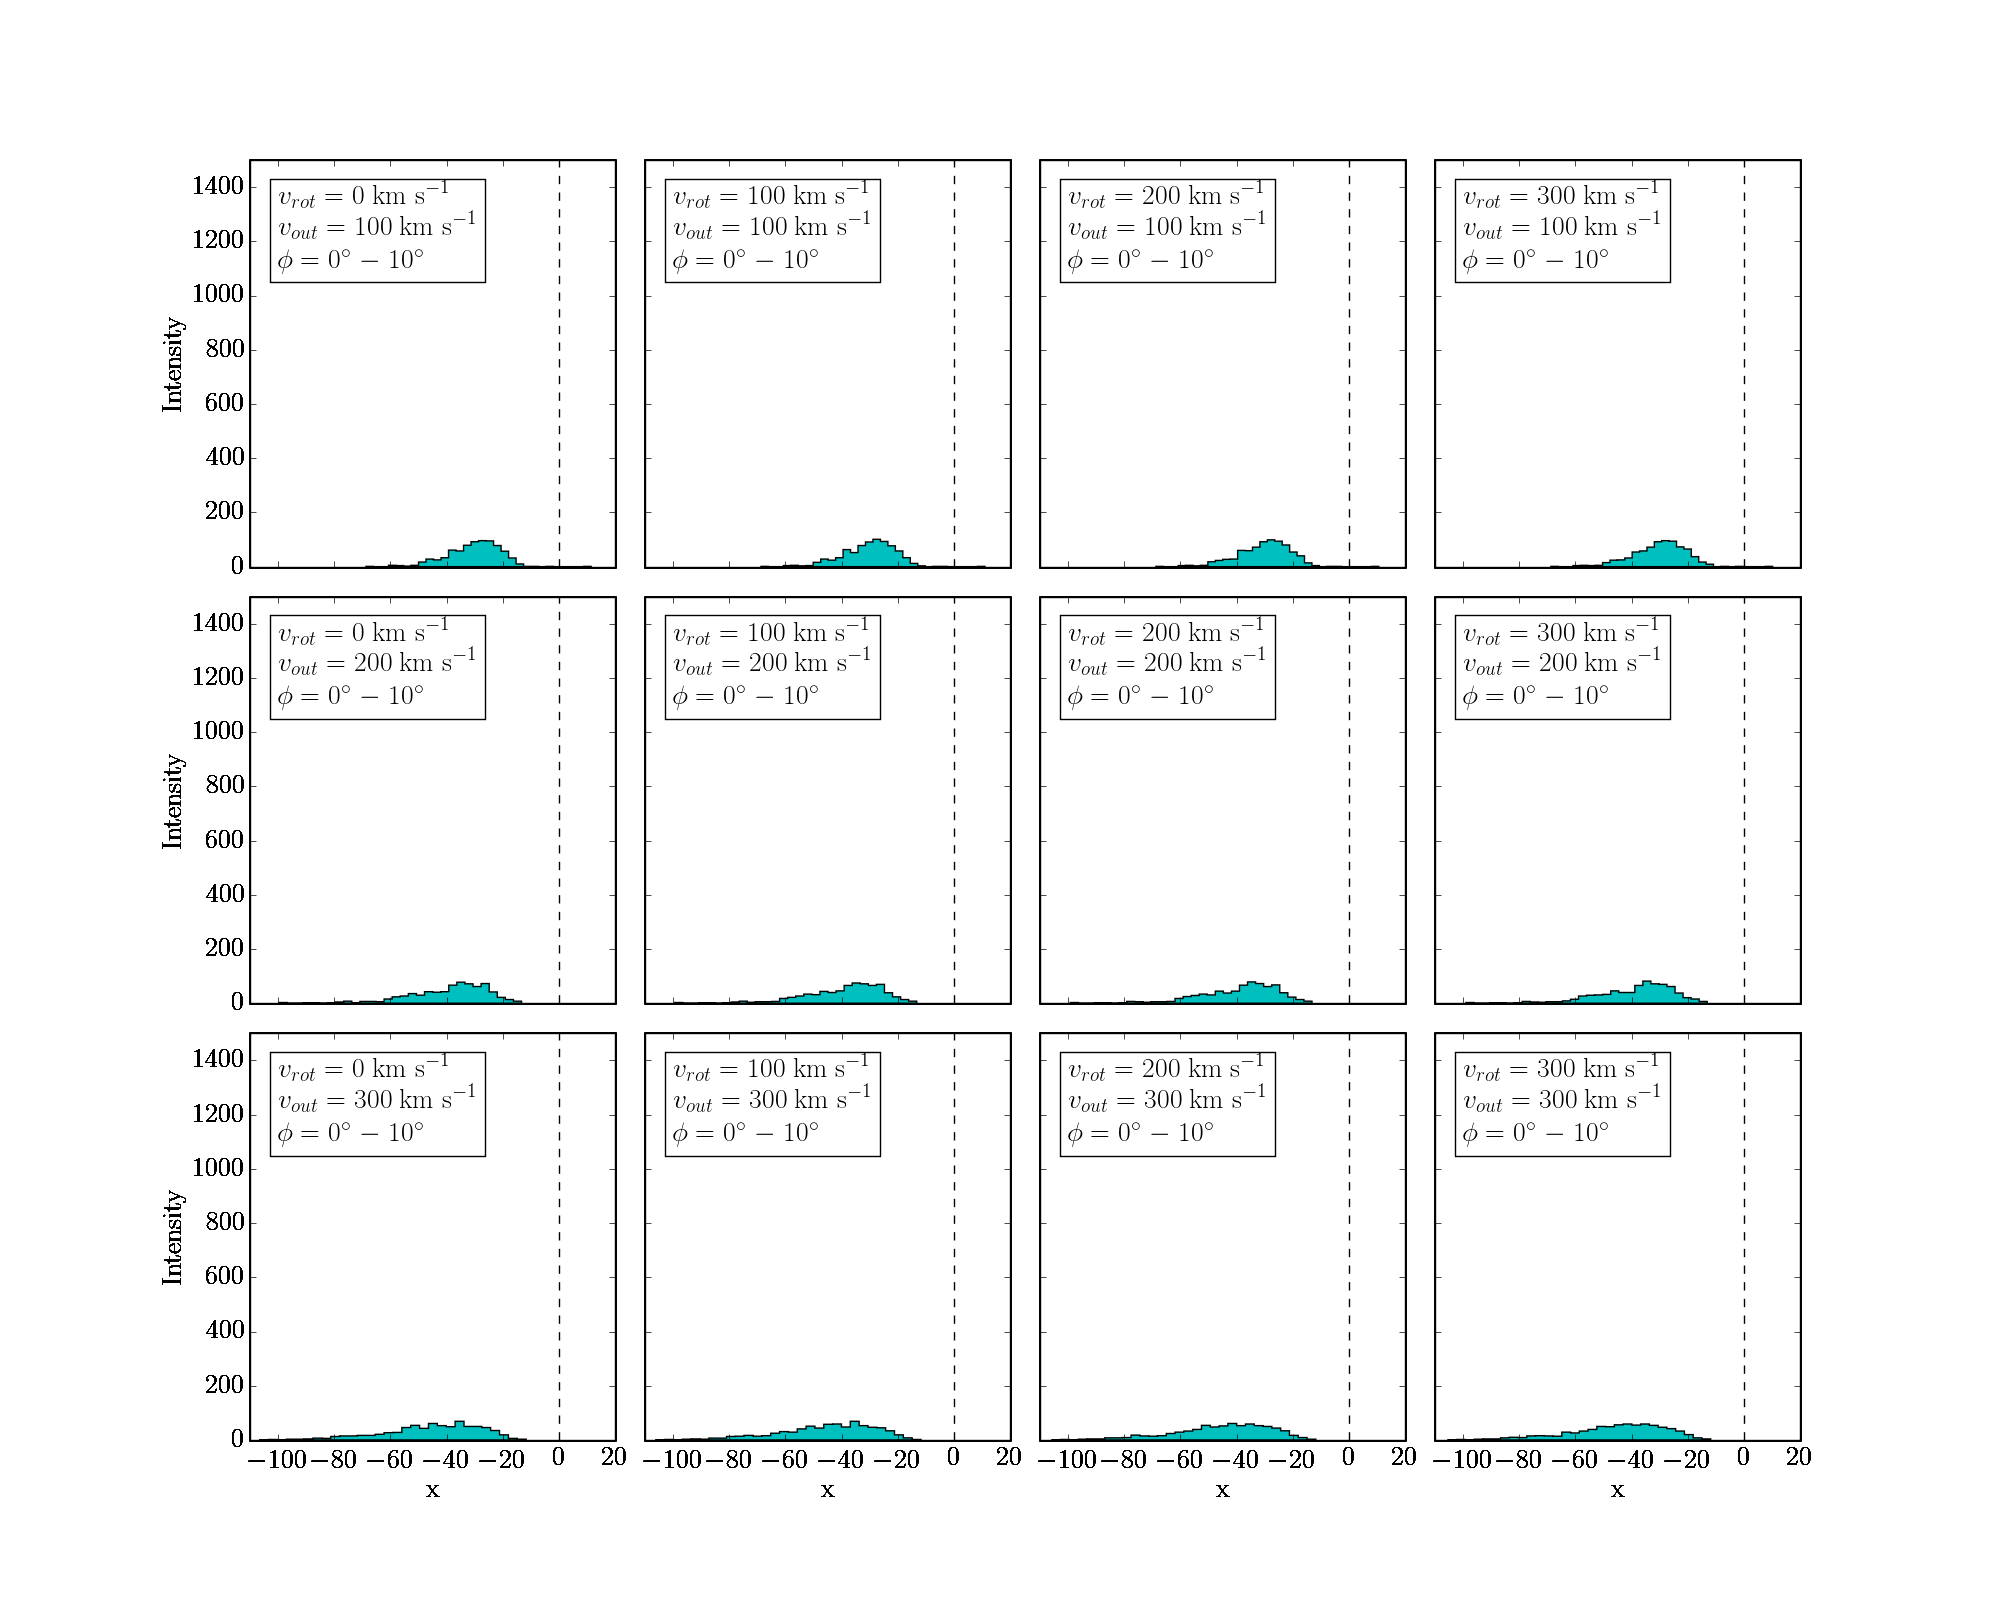 1400
1200
1000
800
600
400
200
0
Intensity
v_rot = 0 km s⁻¹
v_out = 100 km s⁻¹
φ = 0° − 10°
v_rot = 100 km s⁻¹
v_out = 100 km s⁻¹
φ = 0° − 10°
v_rot = 200 km s⁻¹
v_out = 100 km s⁻¹
φ = 0° − 10°
v_rot = 300 km s⁻¹
v_out = 100 km s⁻¹
φ = 0° − 10°
1400
1200
1000
800
600
400
200
0
Intensity
v_rot = 0 km s⁻¹
v_out = 200 km s⁻¹
φ = 0° − 10°
v_rot = 100 km s⁻¹
v_out = 200 km s⁻¹
φ = 0° − 10°
v_rot = 200 km s⁻¹
v_out = 200 km s⁻¹
φ = 0° − 10°
v_rot = 300 km s⁻¹
v_out = 200 km s⁻¹
φ = 0° − 10°
1400
1200
1000
800
600
400
200
0
Intensity
v_rot = 0 km s⁻¹
v_out = 300 km s⁻¹
φ = 0° − 10°
v_rot = 100 km s⁻¹
v_out = 300 km s⁻¹
φ = 0° − 10°
v_rot = 200 km s⁻¹
v_out = 300 km s⁻¹
φ = 0° − 10°
v_rot = 300 km s⁻¹
v_out = 300 km s⁻¹
φ = 0° − 10°
−100 −80 −60 −40 −20 0 20
x
−100 −80 −60 −40 −20 0 20
x
−100 −80 −60 −40 −20 0 20
x
−100 −80 −60 −40 −20 0 20
x